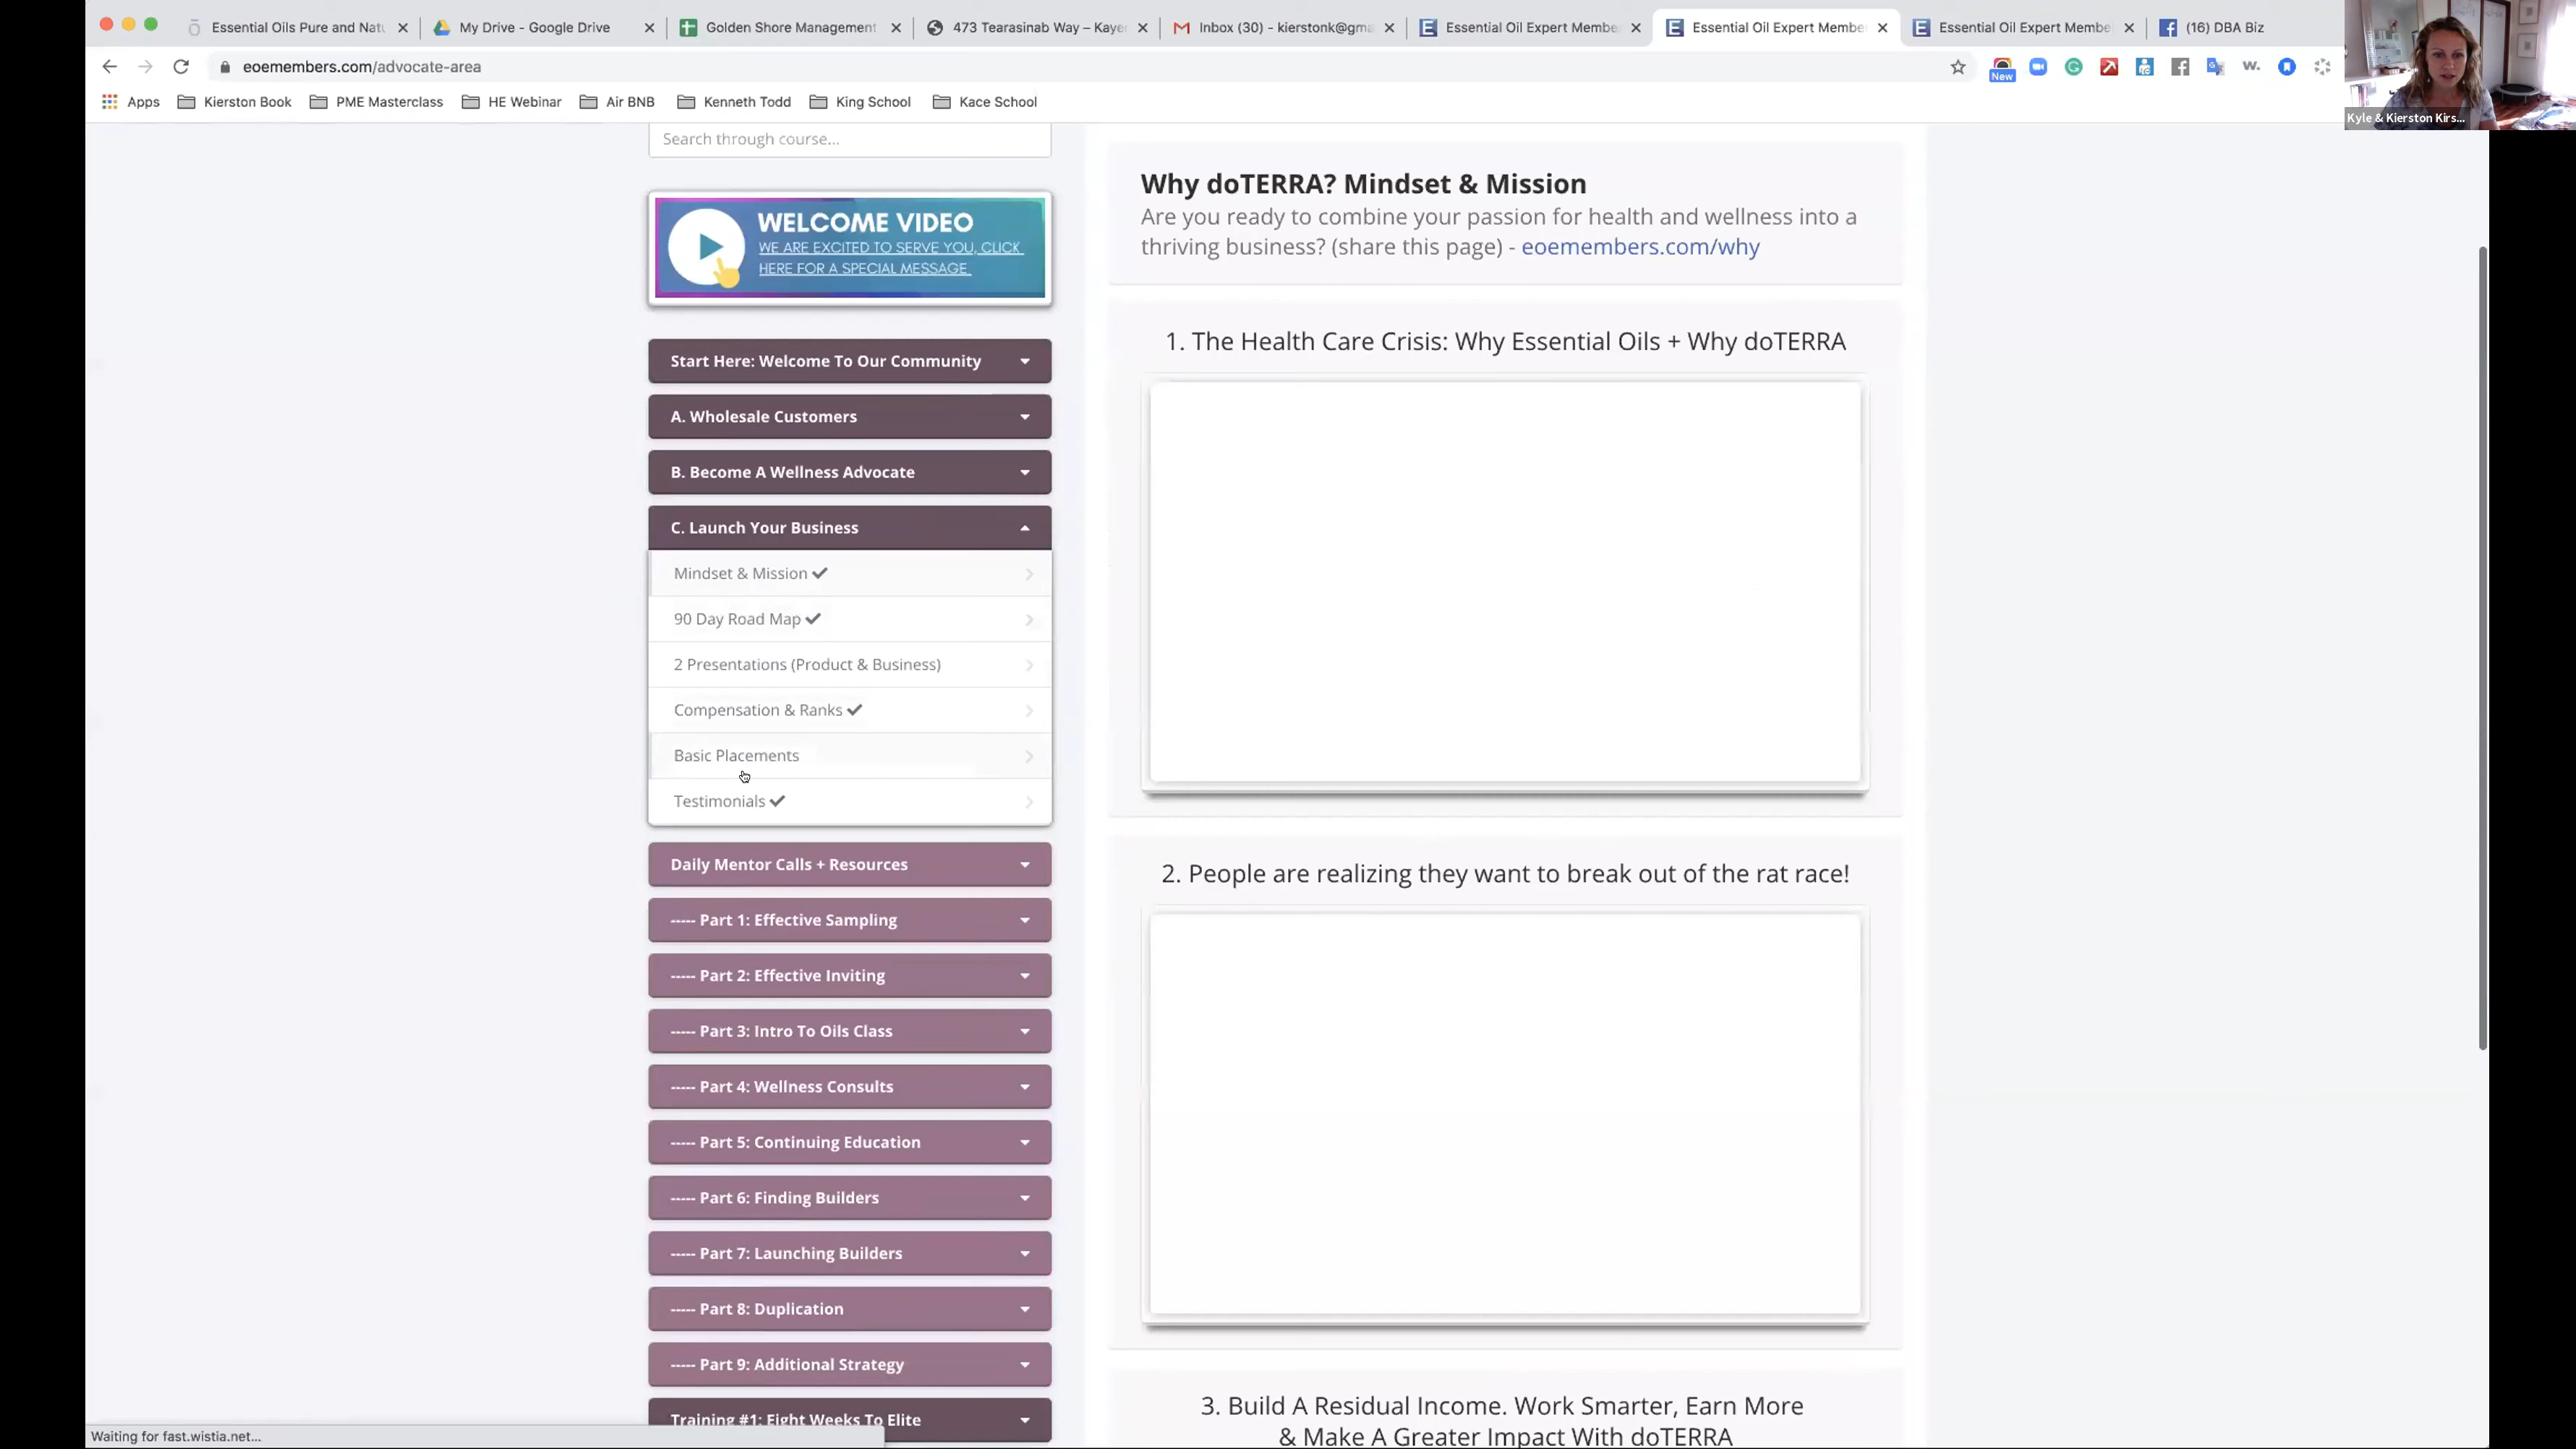 Essential Oils Pure and Natu
My Drive - Google Drive
Golden Shore Management
473 Tearasinab Way – Kayer
Inbox (30) - kierstonk@gma
Essential Oil Expert Membe
Essential Oil Expert Membe
Essential Oil Expert Membe
(16) DBA Biz
eoemembers.com/advocate-area
New
Apps
Kierston Book
PME Masterclass
HE Webinar
Air BNB
Kenneth Todd
King School
Kace School
Kyle & Kierston Kirs...
Search through course...
WELCOME VIDEO
WE ARE EXCITED TO SERVE YOU, CLICK
HERE FOR A SPECIAL MESSAGE.
Start Here: Welcome To Our Community
A. Wholesale Customers
B. Become A Wellness Advocate
C. Launch Your Business
Mindset & Mission
90 Day Road Map
2 Presentations (Product & Business)
Compensation & Ranks
Basic Placements
Testimonials
Daily Mentor Calls + Resources
----- Part 1: Effective Sampling
----- Part 2: Effective Inviting
----- Part 3: Intro To Oils Class
----- Part 4: Wellness Consults
----- Part 5: Continuing Education
----- Part 6: Finding Builders
----- Part 7: Launching Builders
----- Part 8: Duplication
----- Part 9: Additional Strategy
Training #1: Eight Weeks To Elite
Why doTERRA? Mindset & Mission
Are you ready to combine your passion for health and wellness into a
thriving business? (share this page) - eoemembers.com/why
1. The Health Care Crisis: Why Essential Oils + Why doTERRA
2. People are realizing they want to break out of the rat race!
3. Build A Residual Income. Work Smarter, Earn More
& Make A Greater Impact With doTERRA
Waiting for fast.wistia.net...